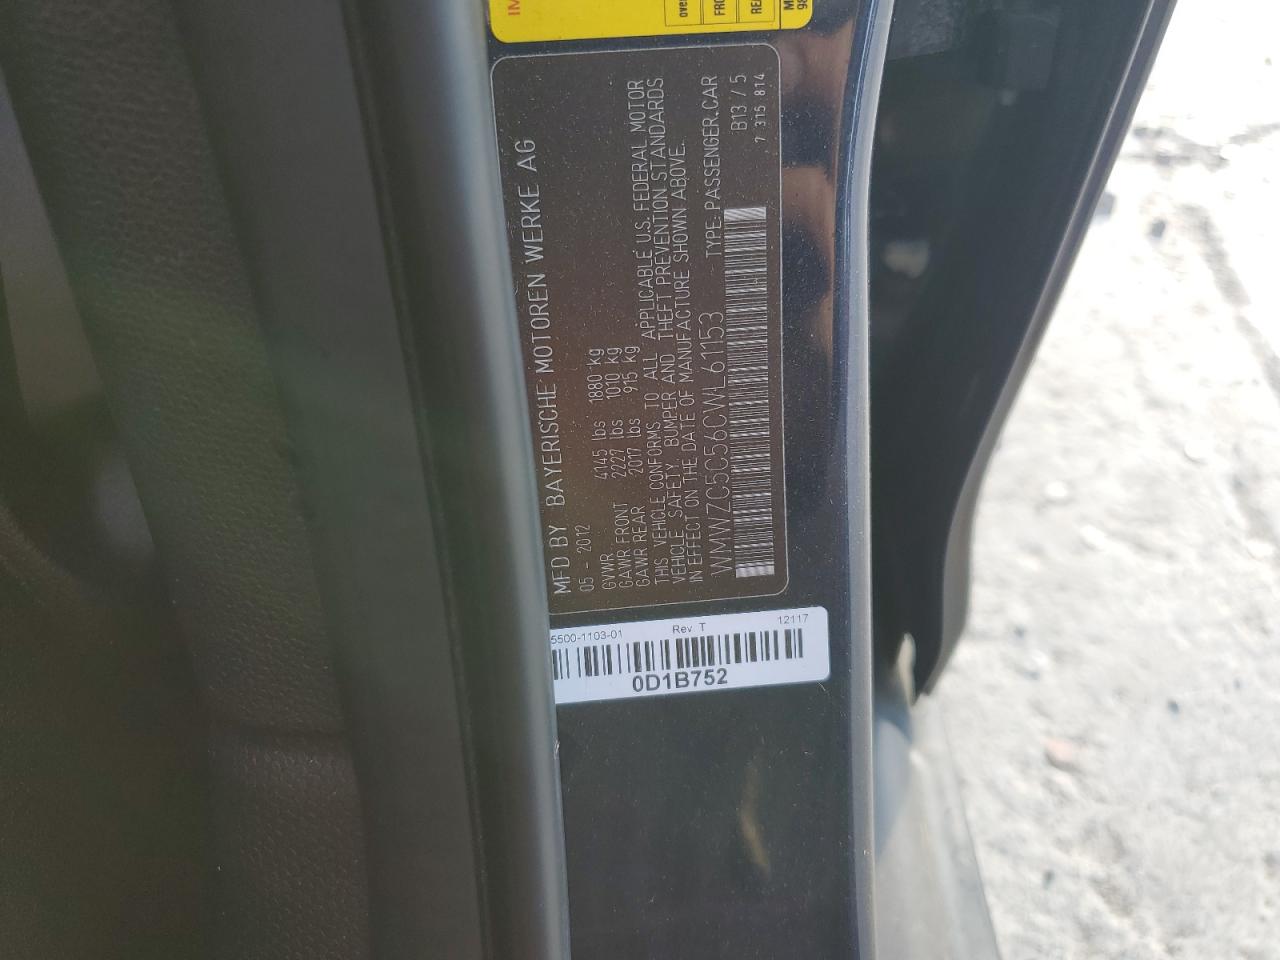 MFD BY BAYERISCHE MOTOREN WERKE AG
05 - 2012
GVWR 4145 lbs 1880 kg
GAWR FRONT 2227 lbs 1010 kg
GAWR REAR 2017 lbs 915 kg
THIS VEHICLE CONFORMS TO ALL APPLICABLE U.S. FEDERAL MOTOR
VEHICLE SAFETY, BUMPER AND THEFT PREVENTION STANDARDS
IN EFFECT ON THE DATE OF MANUFACTURE SHOWN ABOVE.
WMWZC5C56CWL61153 TYPE: PASSENGER CAR
B13 / 5
7 315 814
5500-1103-01 Rev T 12117
0D1B752